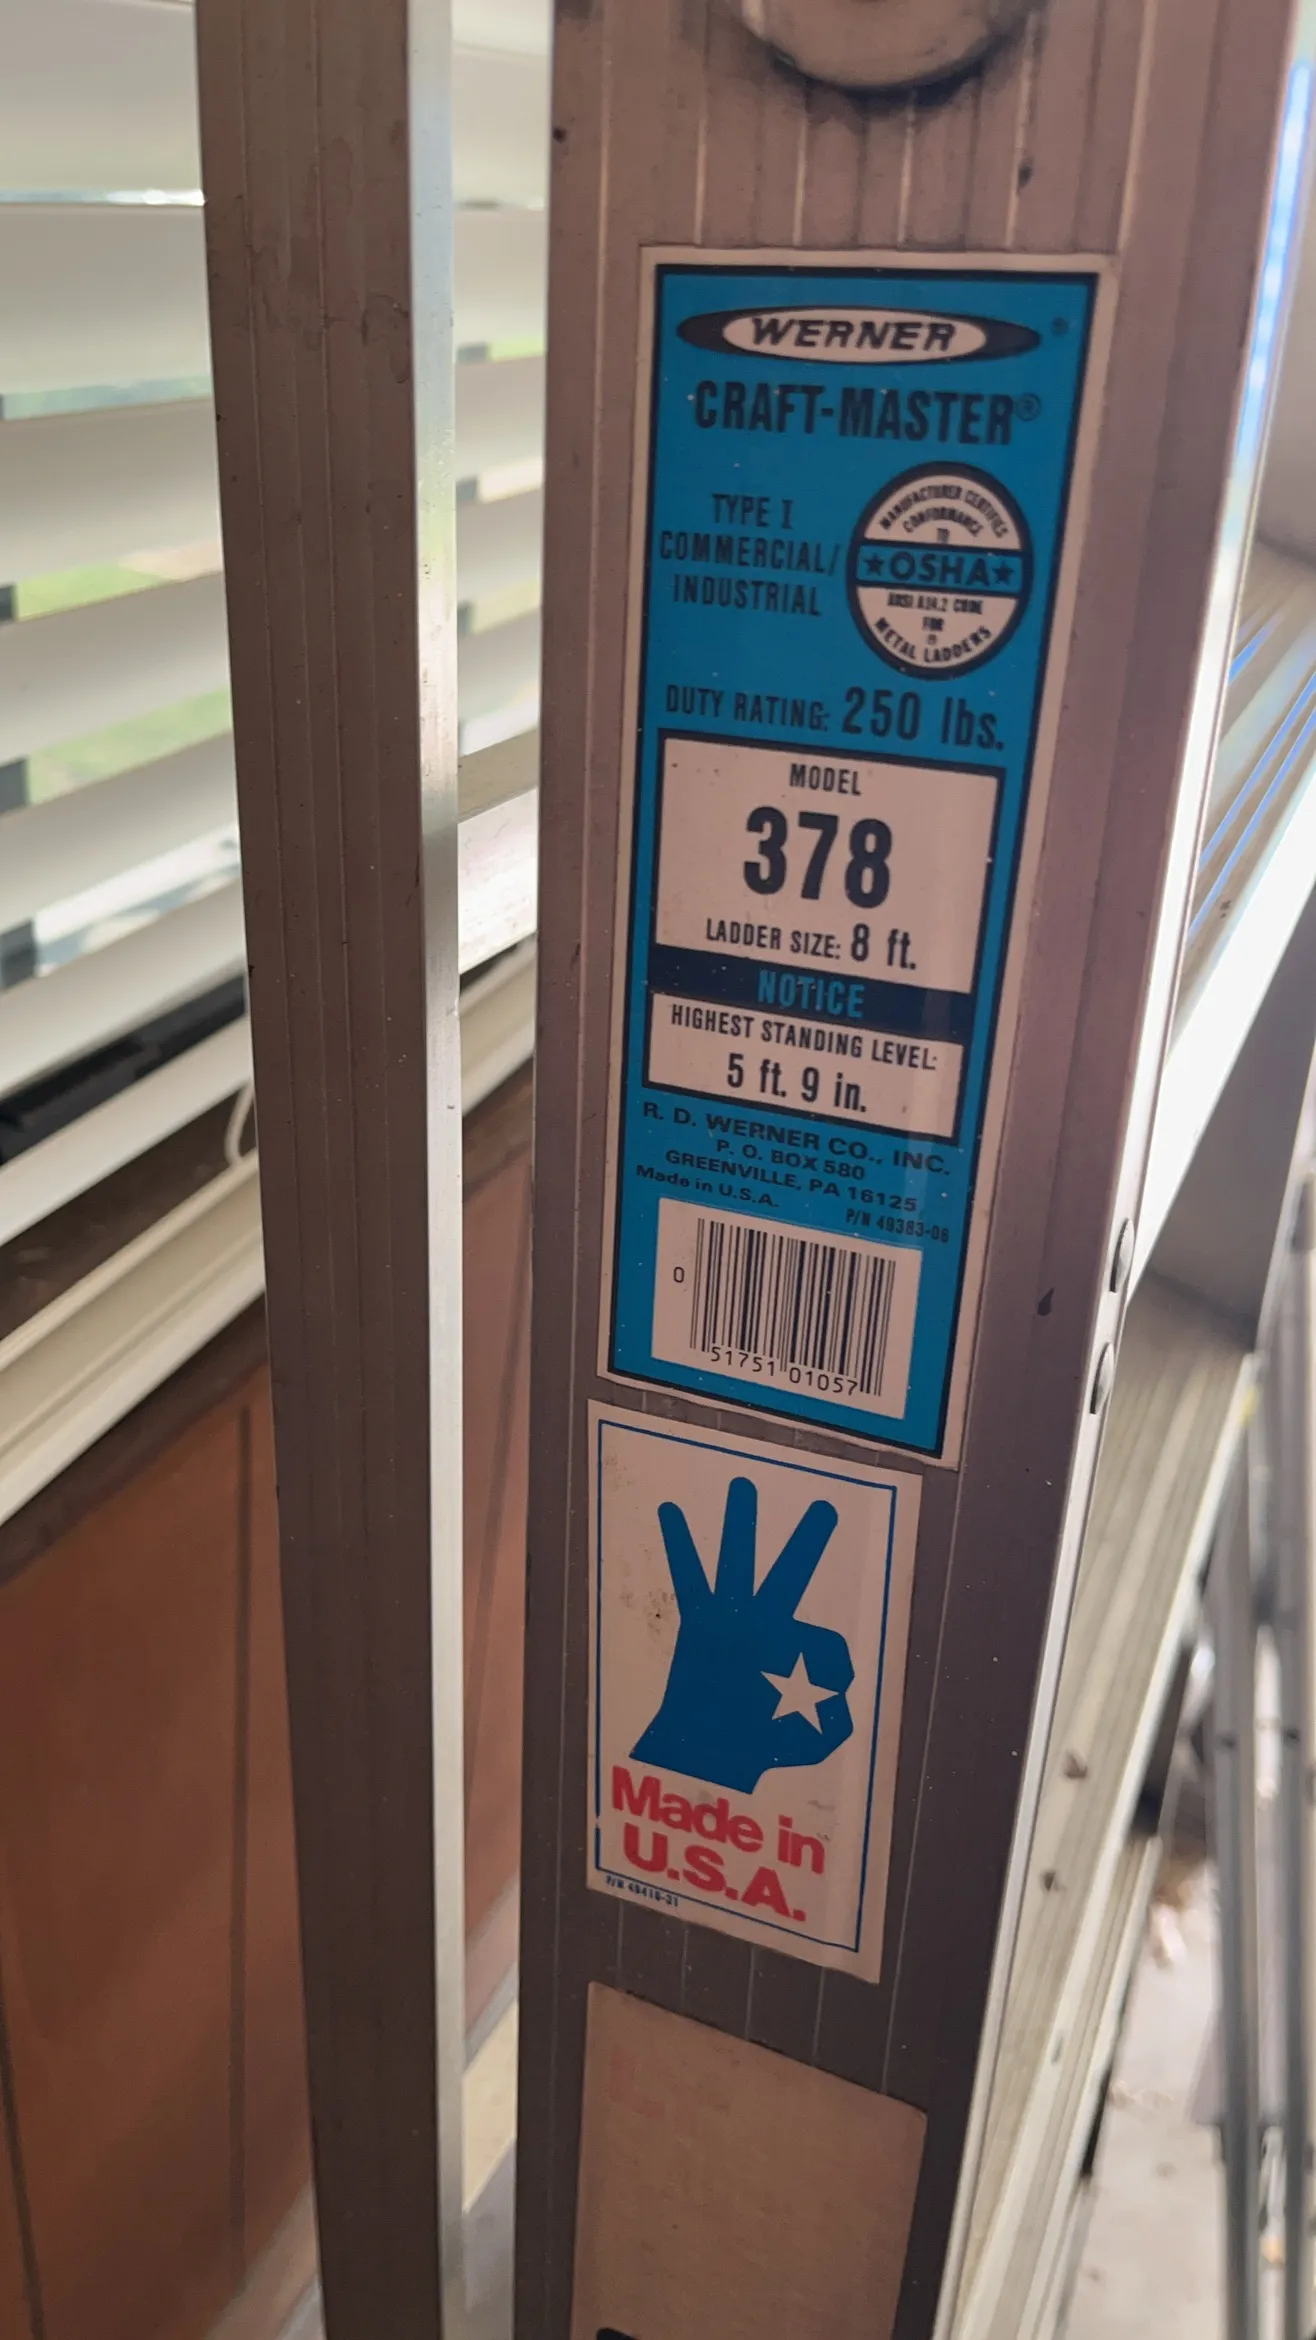 WERNER®
CRAFT-MASTER®
TYPE I
COMMERCIAL/
INDUSTRIAL
MANUFACTURER CERTIFIES
CONFORMANCE
TO
★OSHA★
ANSI A14.2 CODE
FOR
METAL LADDERS
DUTY RATING: 250 lbs.
MODEL
378
LADDER SIZE: 8 ft.
NOTICE
HIGHEST STANDING LEVEL:
5 ft. 9 in.
R. D. WERNER CO., INC.
P. O. BOX 580
GREENVILLE, PA 16125
Made in U.S.A.
P/N 49383-06
0 51751 01057
Made in
U.S.A.
P/N 49418-31